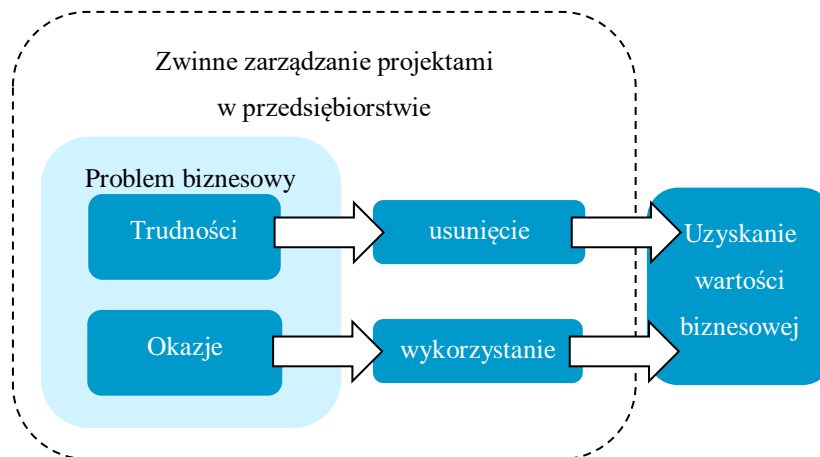 Zwinne zarządzanie projektami
w przedsiębiorstwie
Problem biznesowy
Trudności
usunięcie
Okazje
wykorzystanie
Uzyskanie
wartości
biznesowej